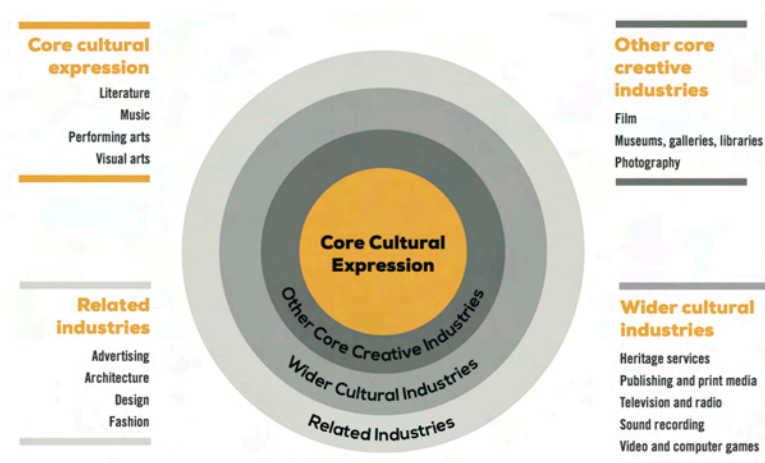 Core cultural
expression
Literature
Music
Performing arts
Visual arts
Other core
creative
industries
Film
Museums, galleries, libraries
Photography
Core Cultural
Expression
Other Core Creative Industries
Wider Cultural Industries
Related Industries
Related
industries
Advertising
Architecture
Design
Fashion
Wider cultural
industries
Heritage services
Publishing and print media
Television and radio
Sound recording
Video and computer games